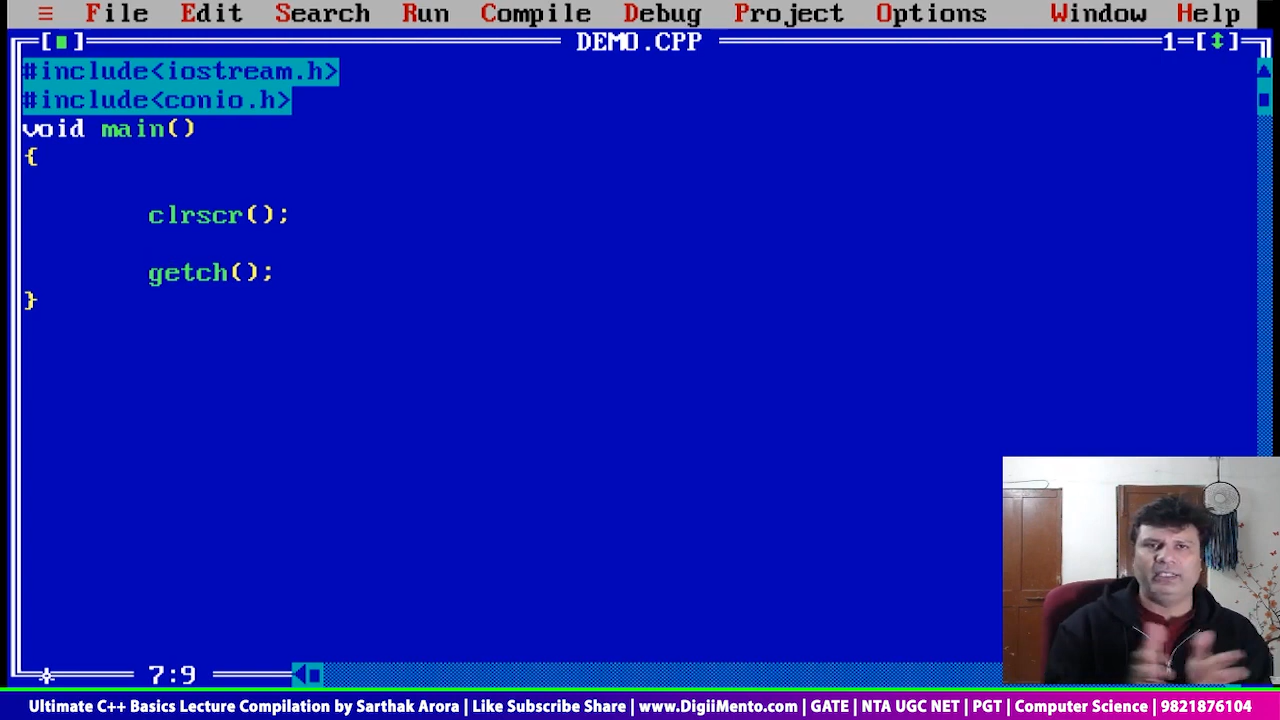 ≡ File Edit Search Run Compile Debug Project Options Window Help
[■] DEMO.CPP 1=[↕]
#include<iostream.h>
#include<conio.h>
void main()
{
clrscr();
getch();
}
7:9
Ultimate C++ Basics Lecture Compilation by Sarthak Arora | Like Subscribe Share | www.DigiiMento.com | GATE | NTA UGC NET | PGT | Computer Science | 9821876104